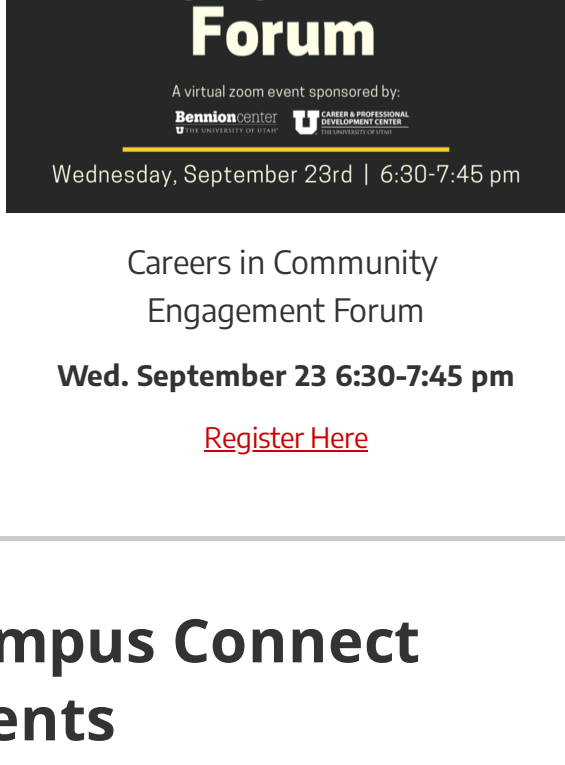 Forum
A virtual zoom event sponsored by:
Bennioncenter
U THE UNIVERSITY OF UTAH®
U CAREER & PROFESSIONAL
DEVELOPMENT CENTER
THE UNIVERSITY OF UTAH
Wednesday, September 23rd | 6:30-7:45 pm
Careers in Community
Engagement Forum
Wed. September 23 6:30-7:45 pm
Register Here
mpus Connect
ents